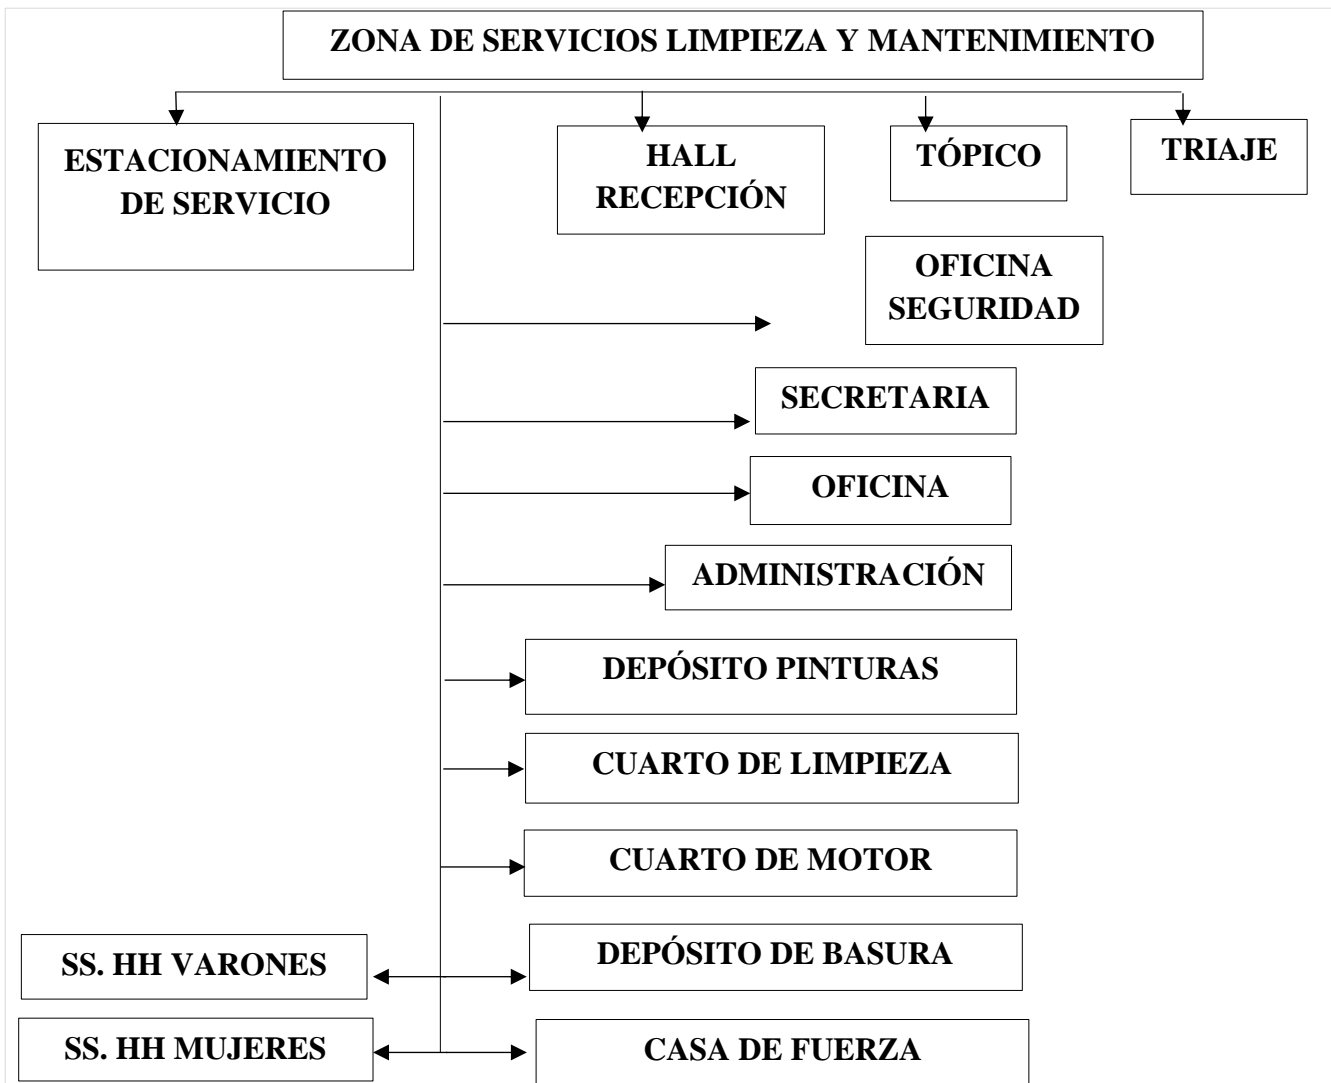 ZONA DE SERVICIOS LIMPIEZA Y MANTENIMIENTO
ESTACIONAMIENTO
DE SERVICIO
HALL
RECEPCIÓN
TÓPICO
TRIAJE
OFICINA
SEGURIDAD
SECRETARIA
OFICINA
ADMINISTRACIÓN
DEPÓSITO PINTURAS
CUARTO DE LIMPIEZA
CUARTO DE MOTOR
SS. HH VARONES
DEPÓSITO DE BASURA
SS. HH MUJERES
CASA DE FUERZA